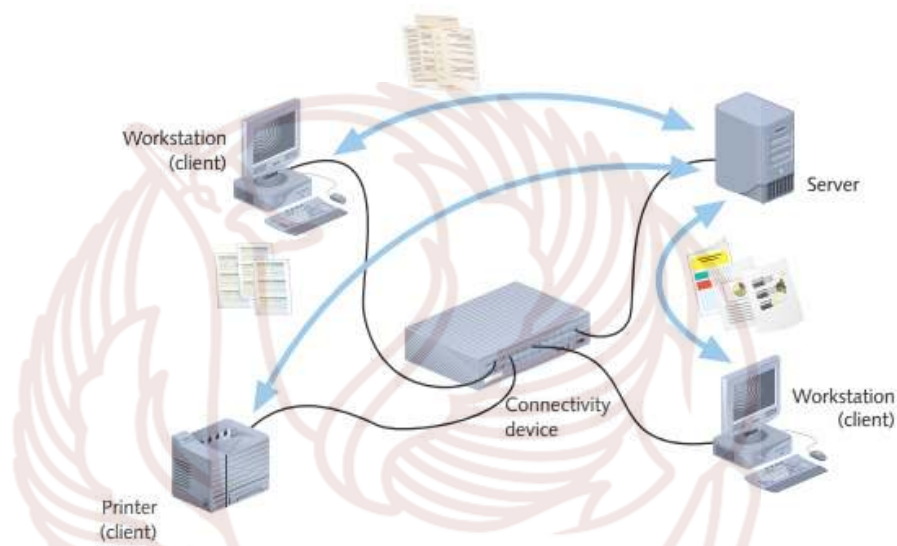 Workstation
(client)
Server
Connectivity
device
Workstation
(client)
Printer
(client)